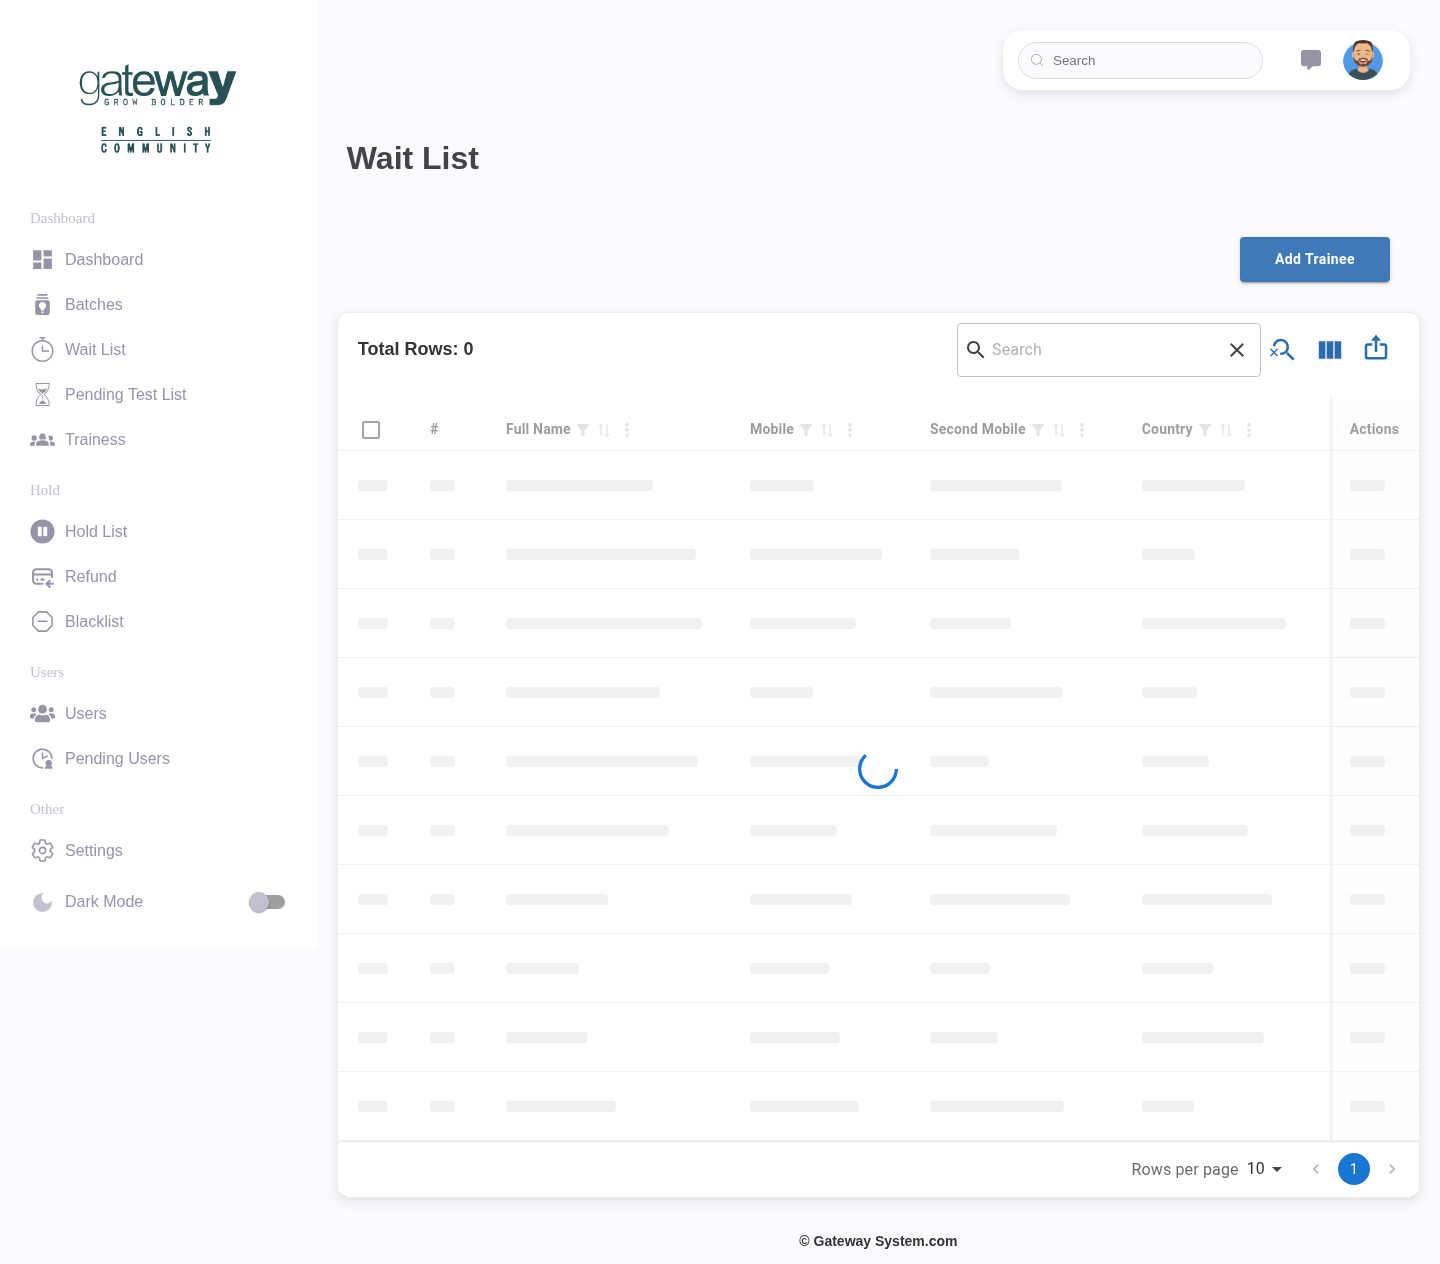 gateway
GROW BOLDER
ENGLISH
COMMUNITY
Search
Wait List
Dashboard
Dashboard
Batches
Wait List
Pending Test List
Trainess
Hold
Hold List
Refund
Blacklist
Users
Users
Pending Users
Other
Settings
Dark Mode
Add Trainee
Total Rows: 0
Search
# Full Name Mobile Second Mobile Country Actions
Rows per page 10 1
© Gateway System.com